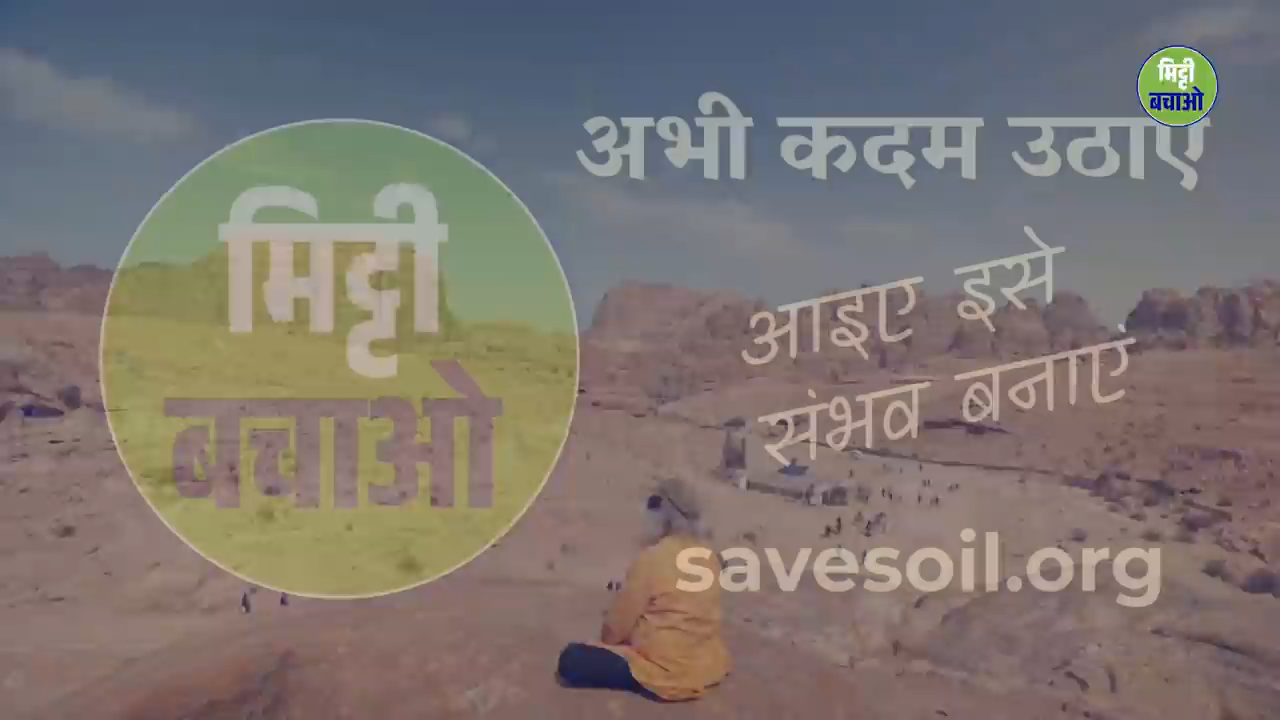 मिट्टी
बचाओ
अभी कदम उठाएं
आइए इसे
संभव बनाएं
savesoil.org
मिट्टी
बचाओ